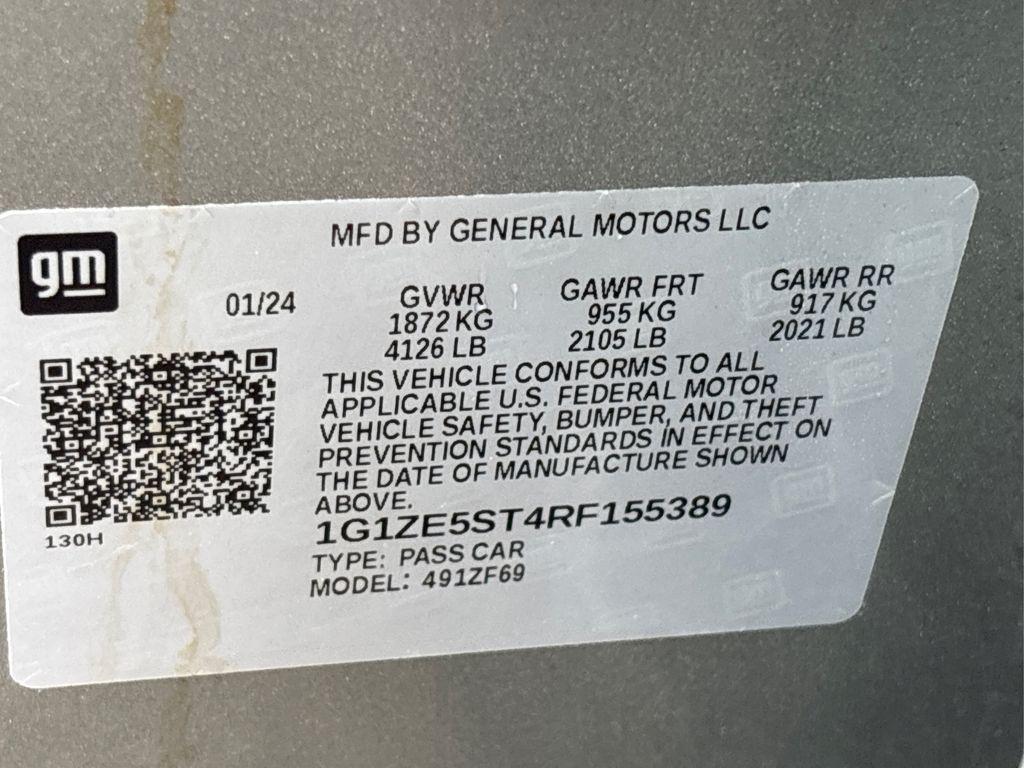 MFD BY GENERAL MOTORS LLC
gm
01/24
GVWR GAWR FRT GAWR RR
1872 KG 955 KG 917 KG
4126 LB 2105 LB 2021 LB
THIS VEHICLE CONFORMS TO ALL
APPLICABLE U.S. FEDERAL MOTOR
VEHICLE SAFETY, BUMPER, AND THEFT
PREVENTION STANDARDS IN EFFECT ON
THE DATE OF MANUFACTURE SHOWN
ABOVE.
1G1ZE5ST4RF155389
130H
TYPE: PASS CAR
MODEL: 491ZF69